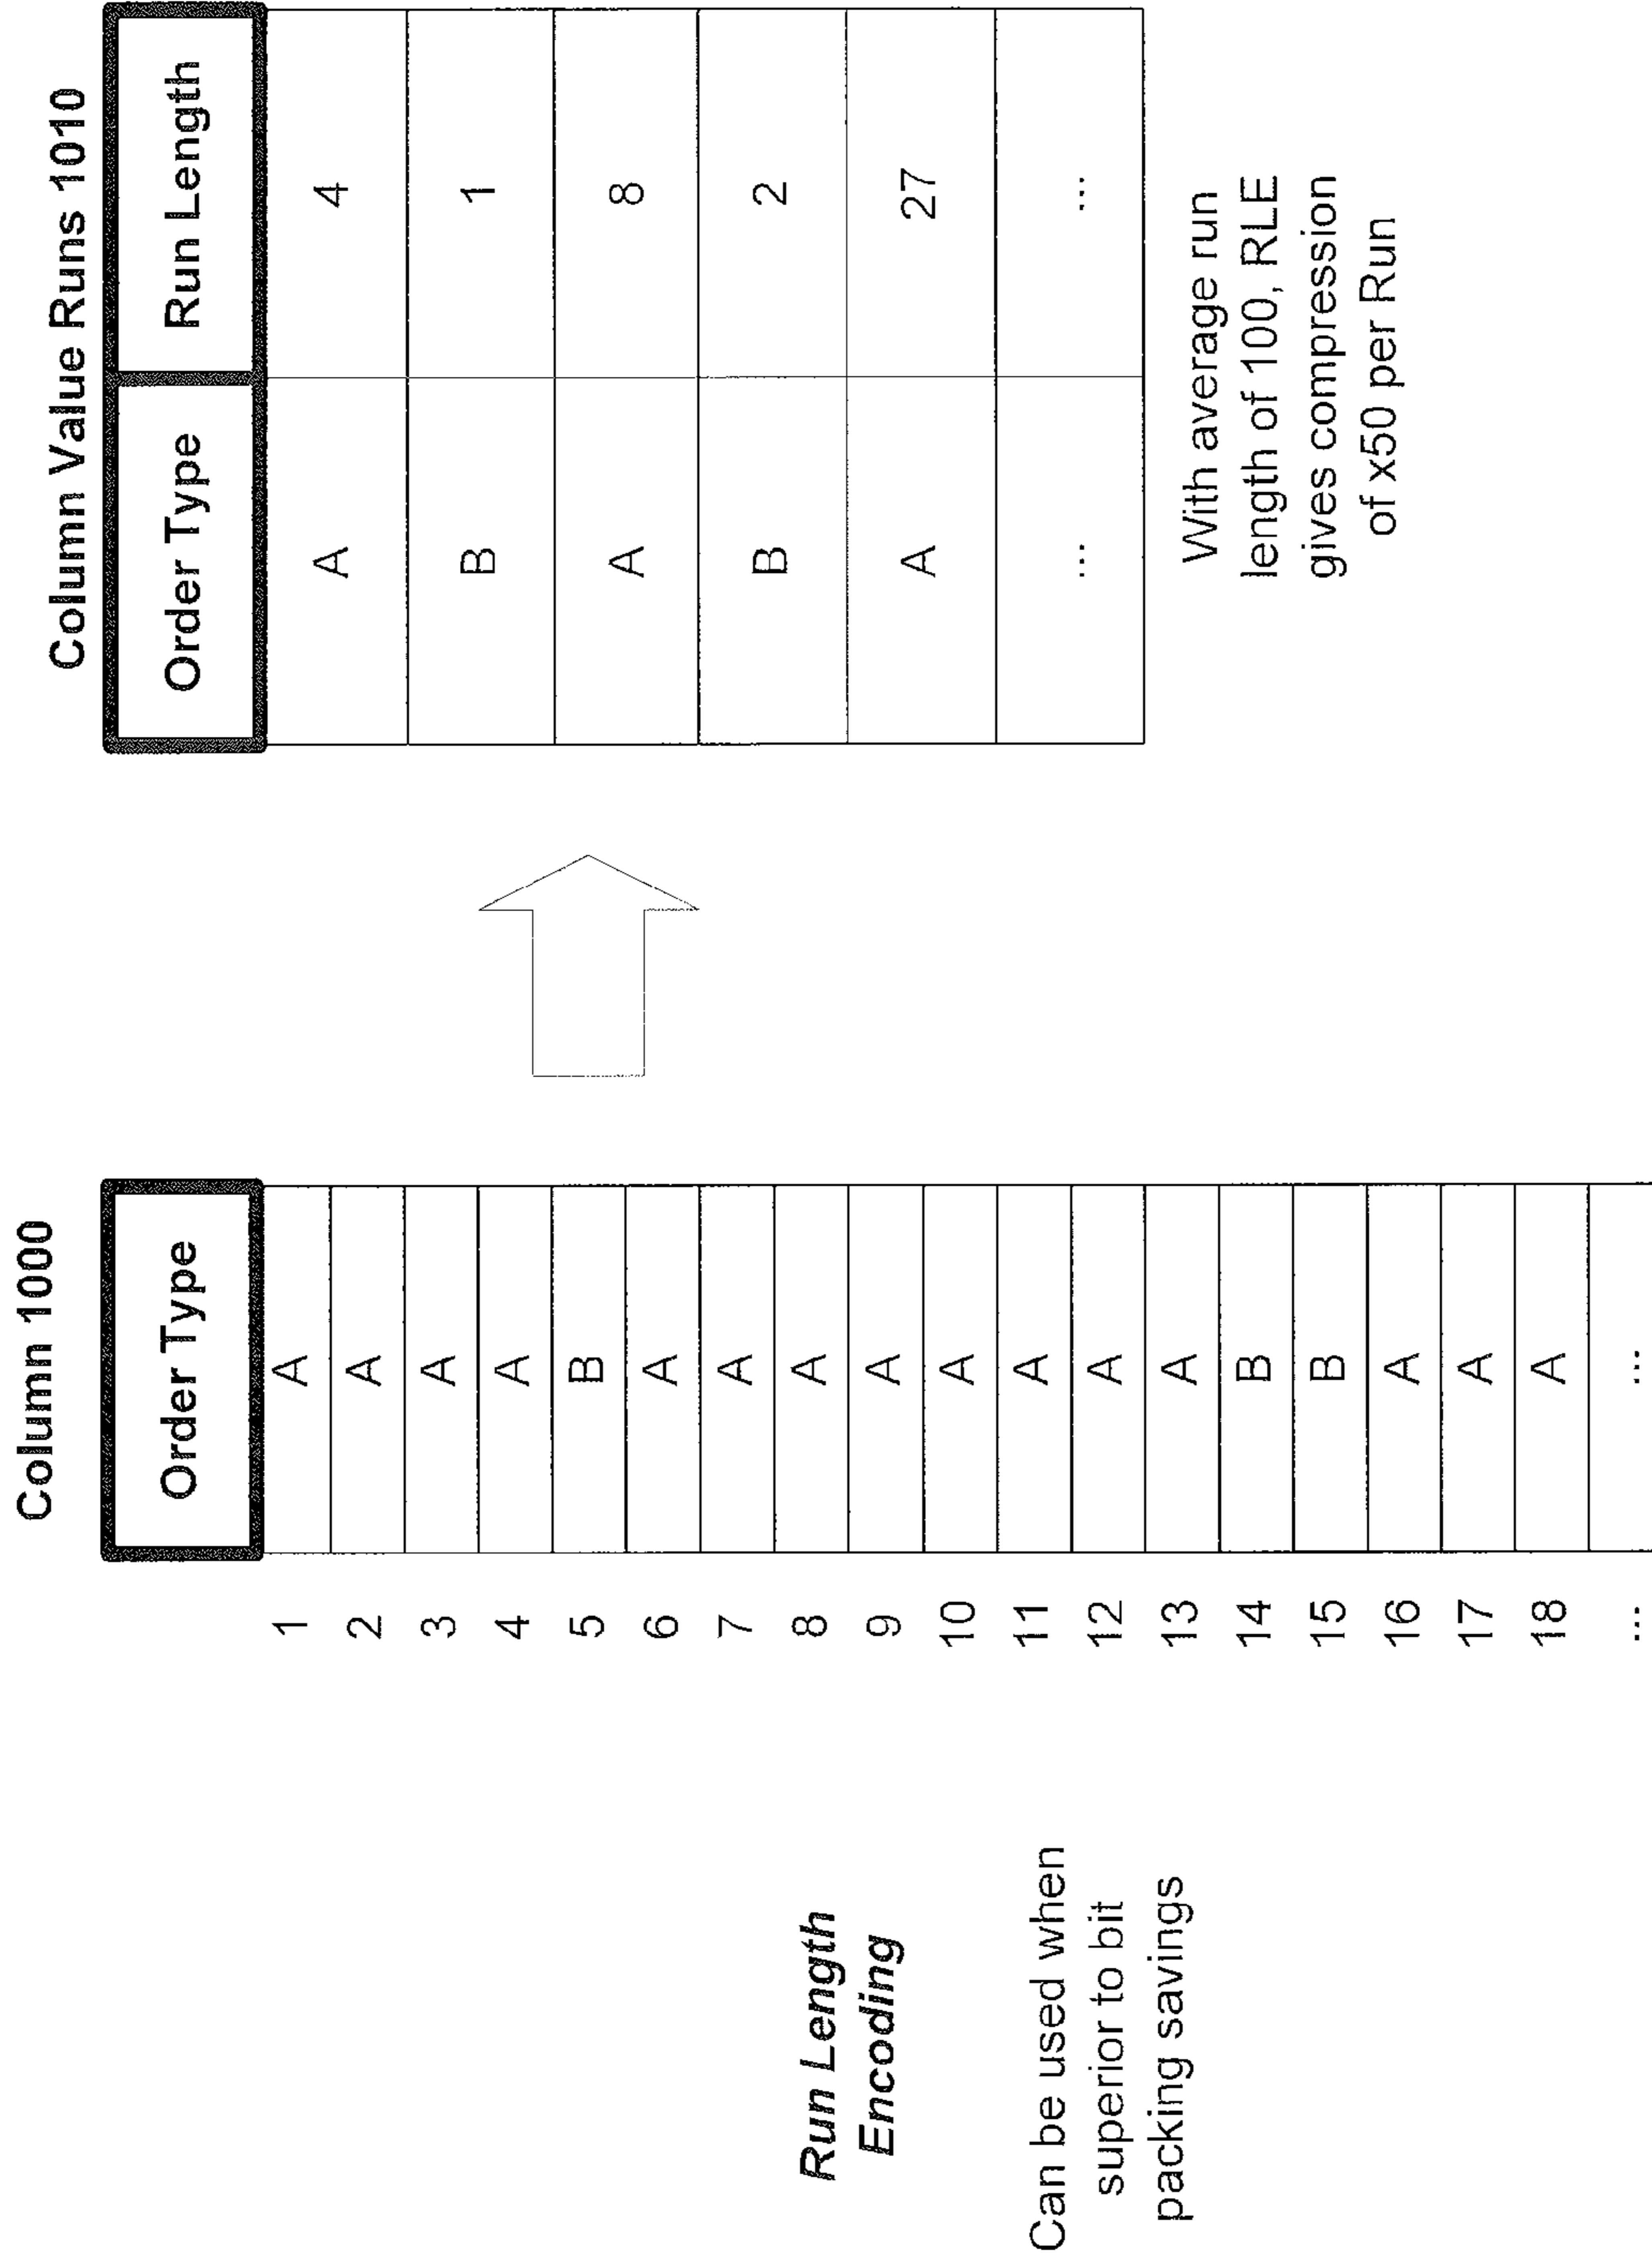 Run Length
Encoding
Can be used when
superior to bit
packing savings
Column 1000
Order Type
1 A
2 A
3 A
4 A
5 B
6 A
7 A
8 A
9 A
10 A
11 A
12 A
13 A
14 B
15 B
16 A
17 A
18 A
... ...
Column Value Runs 1010
Order Type Run Length
A 4
B 1
A 8
B 2
A 27
... ...
With average run
length of 100, RLE
gives compression
of x50 per Run